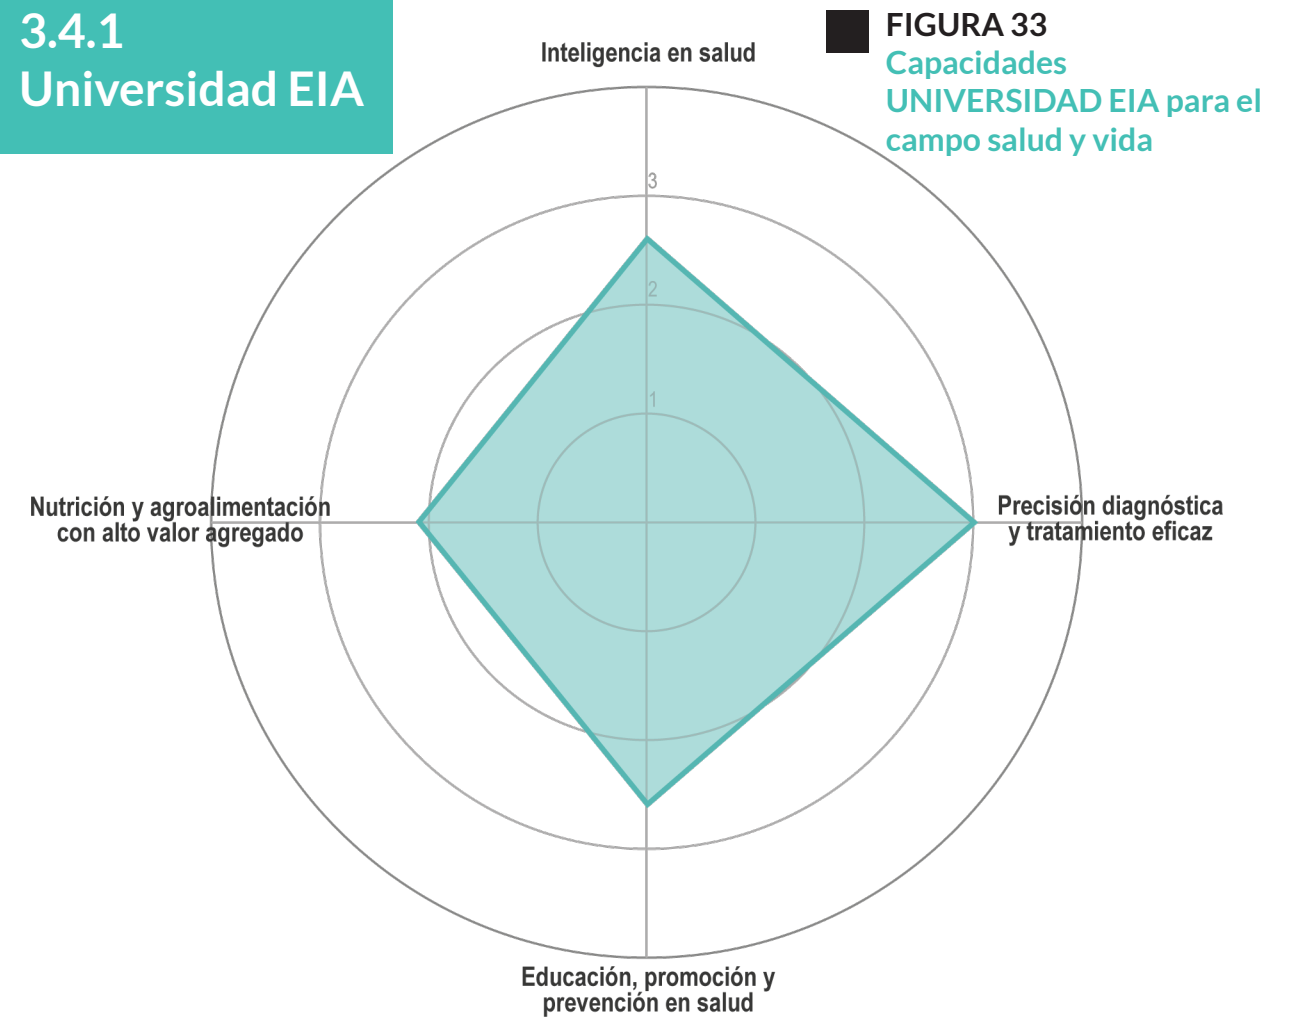 3.4.1
Universidad EIA
FIGURA 33
Capacidades
UNIVERSIDAD EIA para el
campo salud y vida
Inteligencia en salud
3
2
1
Nutrición y agroalimentación
con alto valor agregado
Precisión diagnóstica
y tratamiento eficaz
Educación, promoción y
prevención en salud